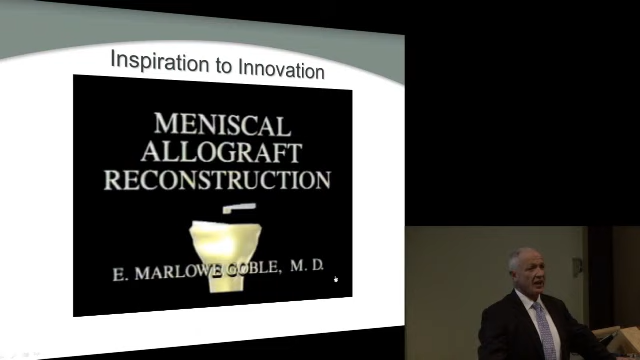 Inspiration to Innovation
MENISCAL
ALLOGRAFT
RECONSTRUCTION
E. MARLOWE GOBLE, M. D.